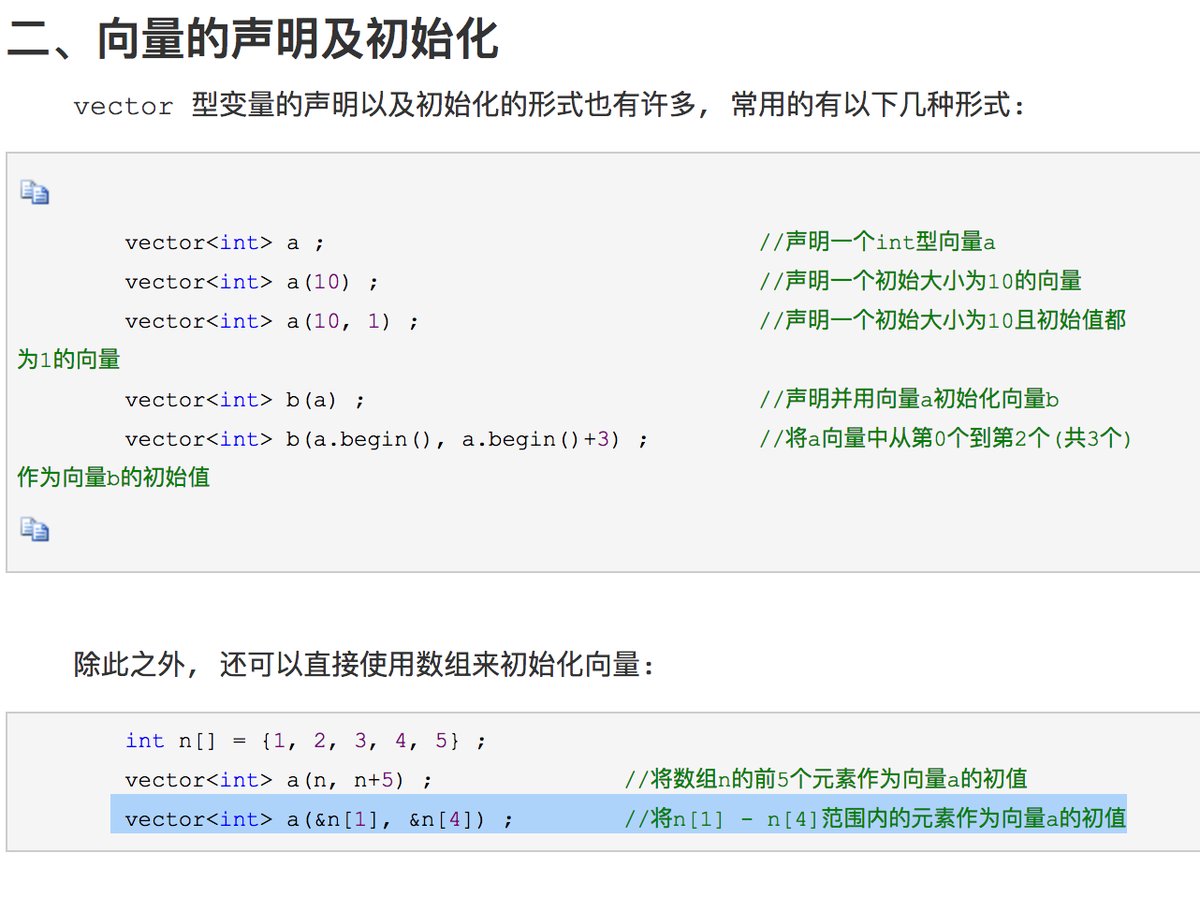 二、向量的声明及初始化
vector 型变量的声明以及初始化的形式也有许多, 常用的有以下几种形式:
vector<int> a ; //声明一个int型向量a
vector<int> a(10) ; //声明一个初始大小为10的向量
vector<int> a(10, 1) ; //声明一个初始大小为10且初始值都
为1的向量
vector<int> b(a) ; //声明并用向量a初始化向量b
vector<int> b(a.begin(), a.begin()+3) ; //将a向量中从第0个到第2个(共3个)
作为向量b的初始值
除此之外, 还可以直接使用数组来初始化向量:
int n[] = {1, 2, 3, 4, 5} ;
vector<int> a(n, n+5) ; //将数组n的前5个元素作为向量a的初值
vector<int> a(&n[1], &n[4]) ; //将n[1] - n[4]范围内的元素作为向量a的初值